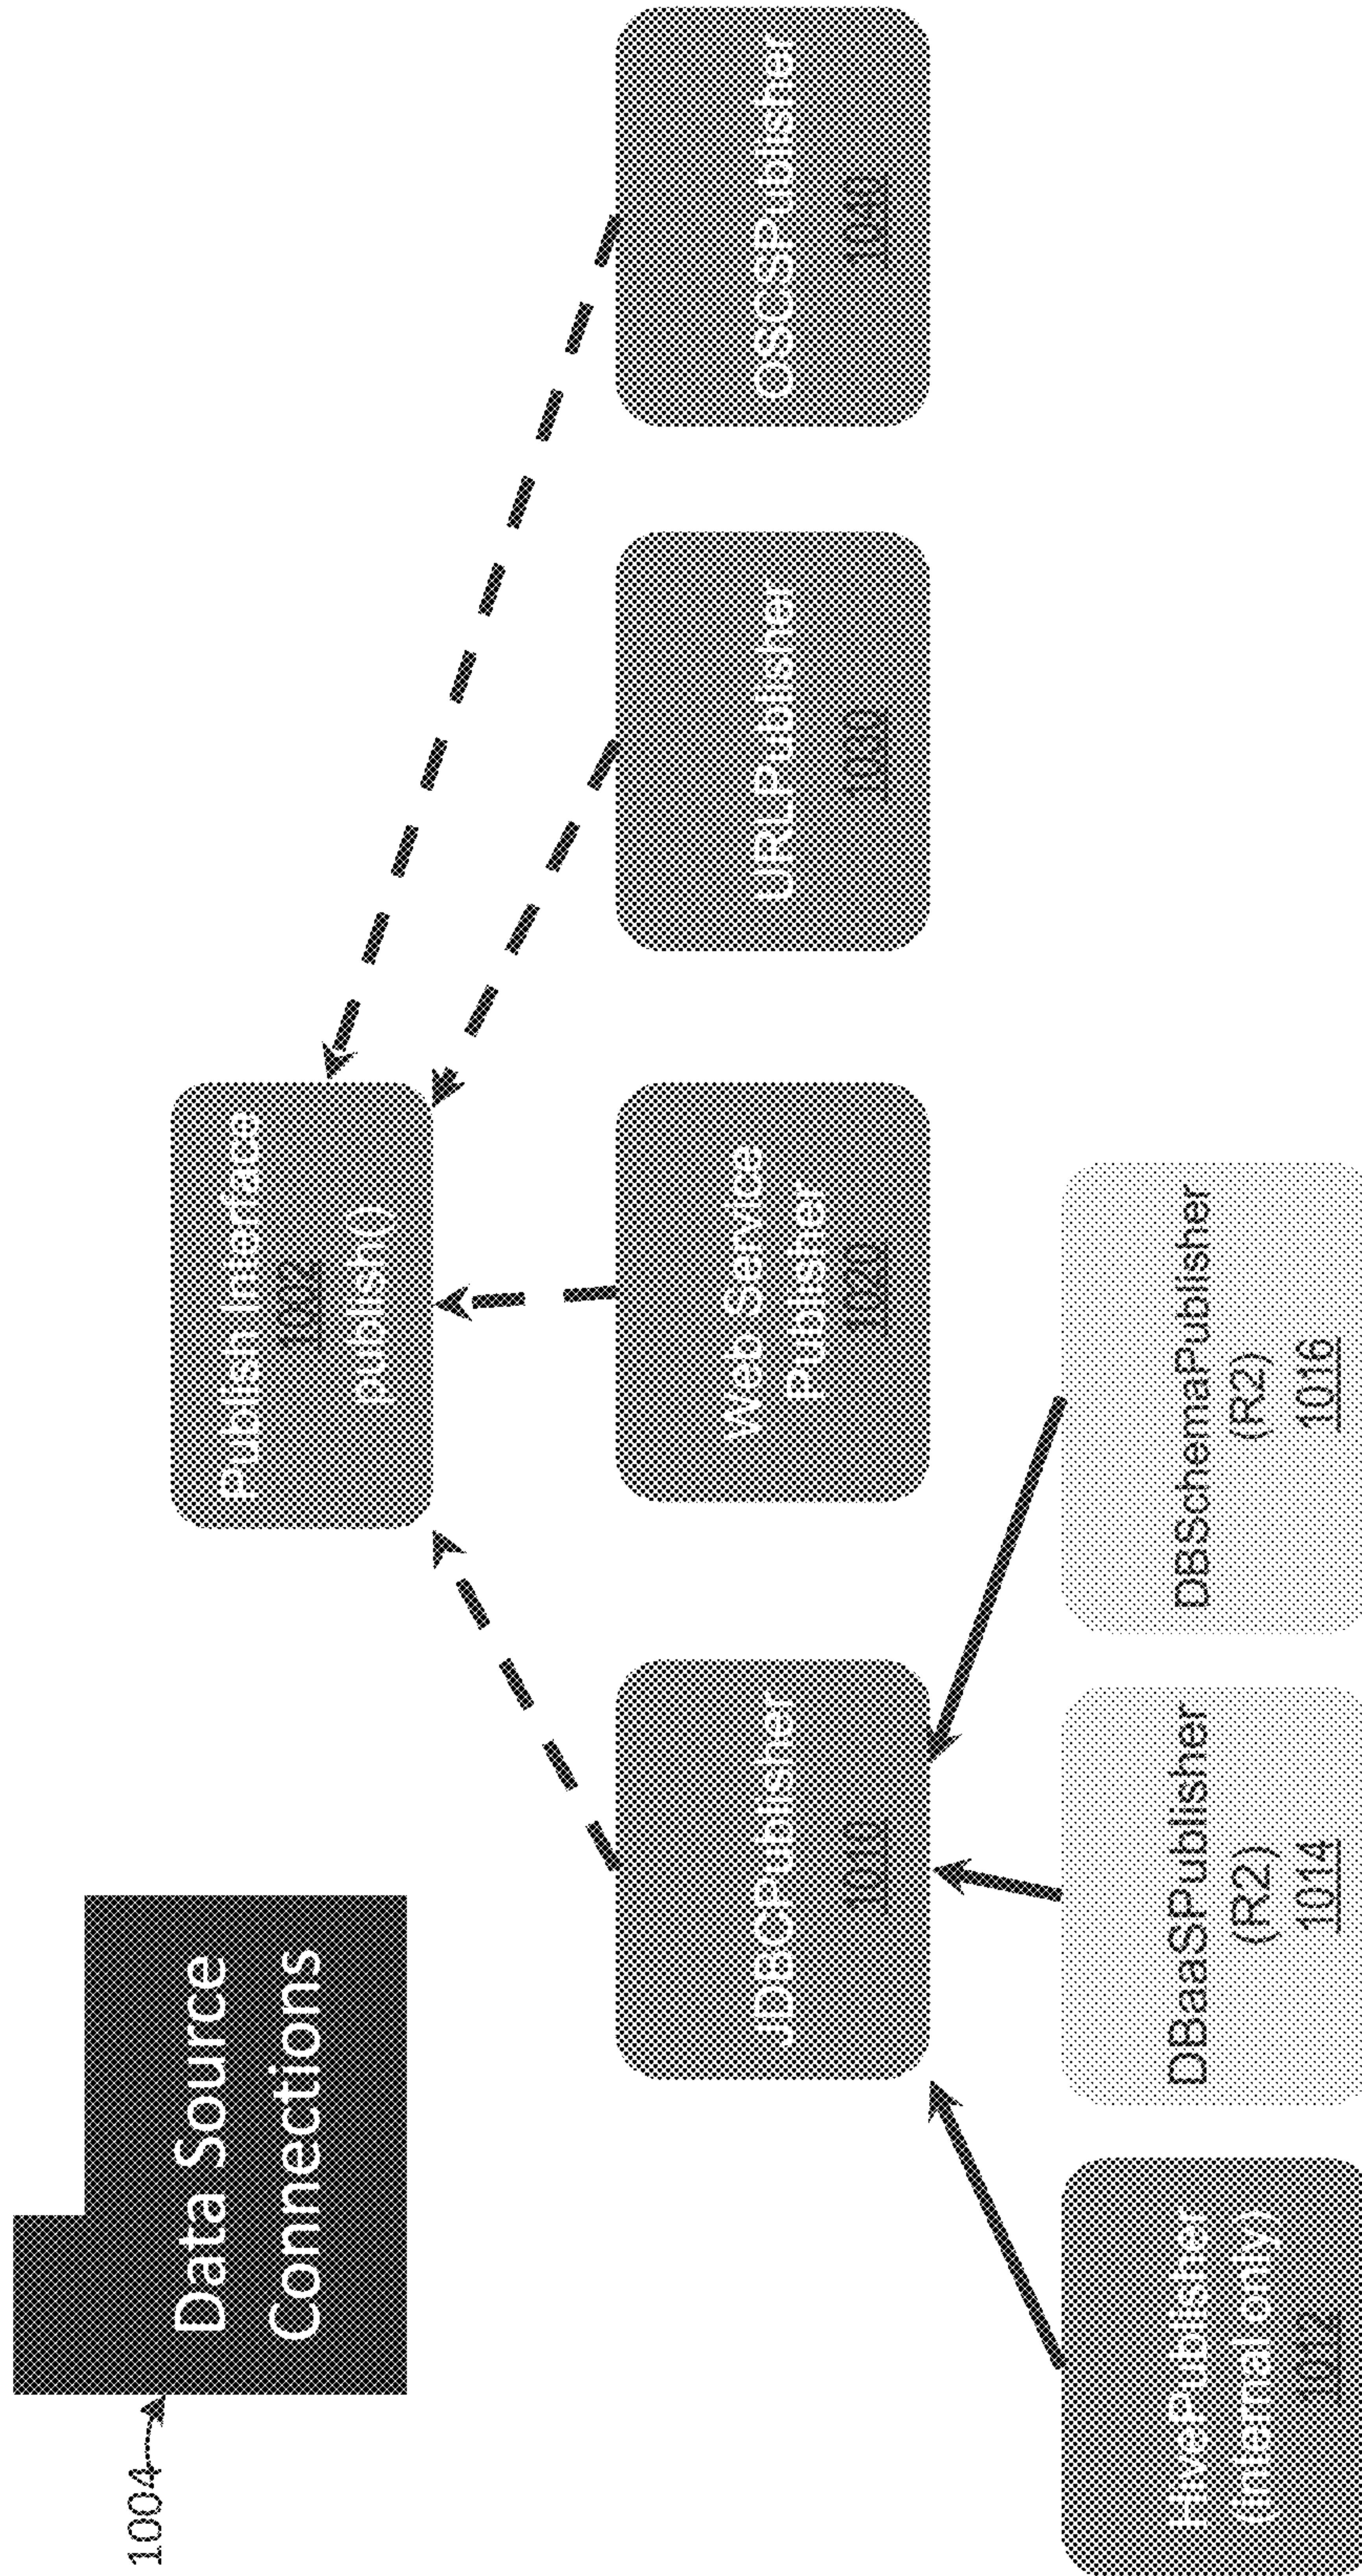 1004
Data Source
Connections
Publish Interface
1002
publish()
JDBCPublisher
1010
Web Service
Publisher
1020
URLPublisher
1030
OSCSPublisher
1040
HivePublisher
(internal only)
1012
DBaaSPublisher
(R2)
1014
DBSchemaPublisher
(R2)
1016